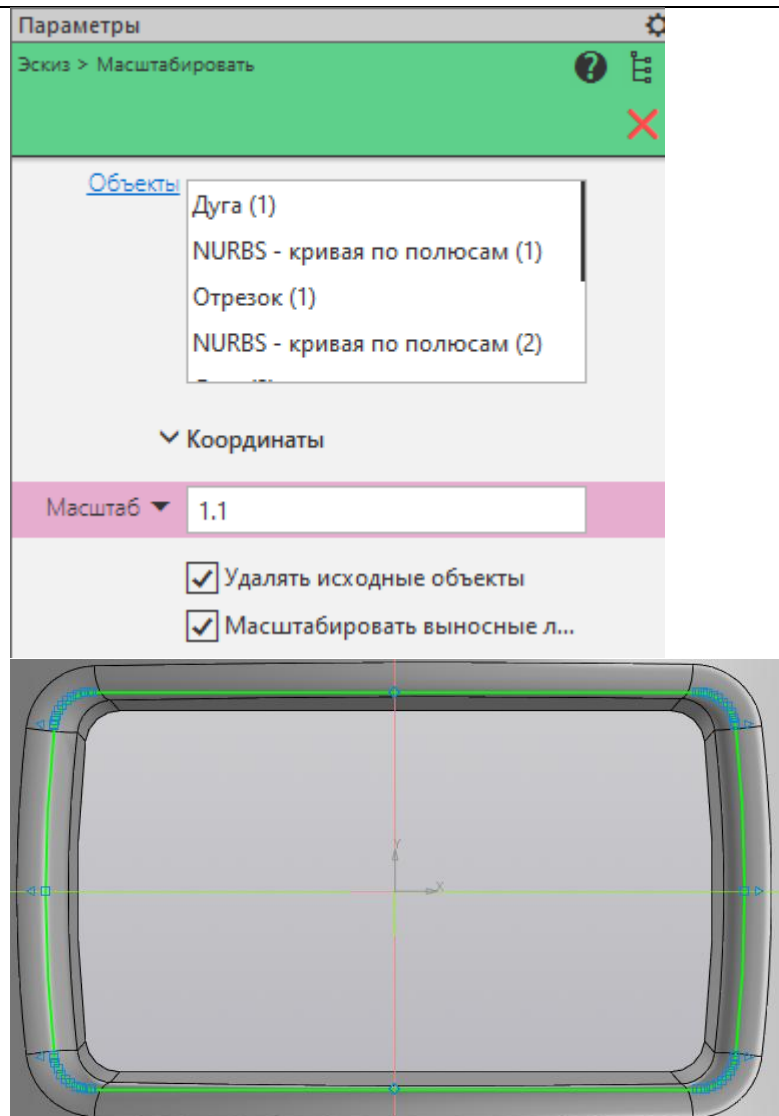 Параметры
Эскиз > Масштабировать
Объекты
Дуга (1)
NURBS - кривая по полюсам (1)
Отрезок (1)
NURBS - кривая по полюсам (2)
Координаты
Масштаб 1.1
Удалять исходные объекты
Масштабировать выносные л...
Y
X